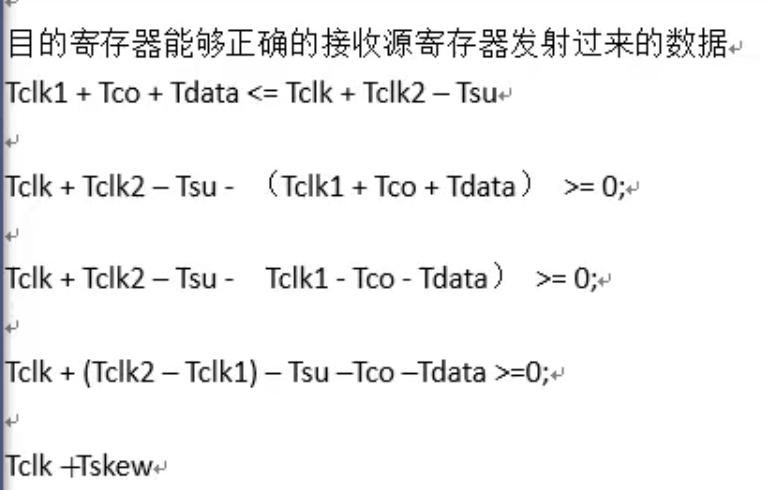 目的寄存器能够正确的接收源寄存器发射过来的数据
Tclk1 + Tco + Tdata <= Tclk + Tclk2 – Tsu
Tclk + Tclk2 – Tsu - （Tclk1 + Tco + Tdata） >= 0;
Tclk + Tclk2 – Tsu - Tclk1 - Tco - Tdata） >= 0;
Tclk + (Tclk2 – Tclk1) – Tsu –Tco –Tdata >=0;
Tclk +Tskew